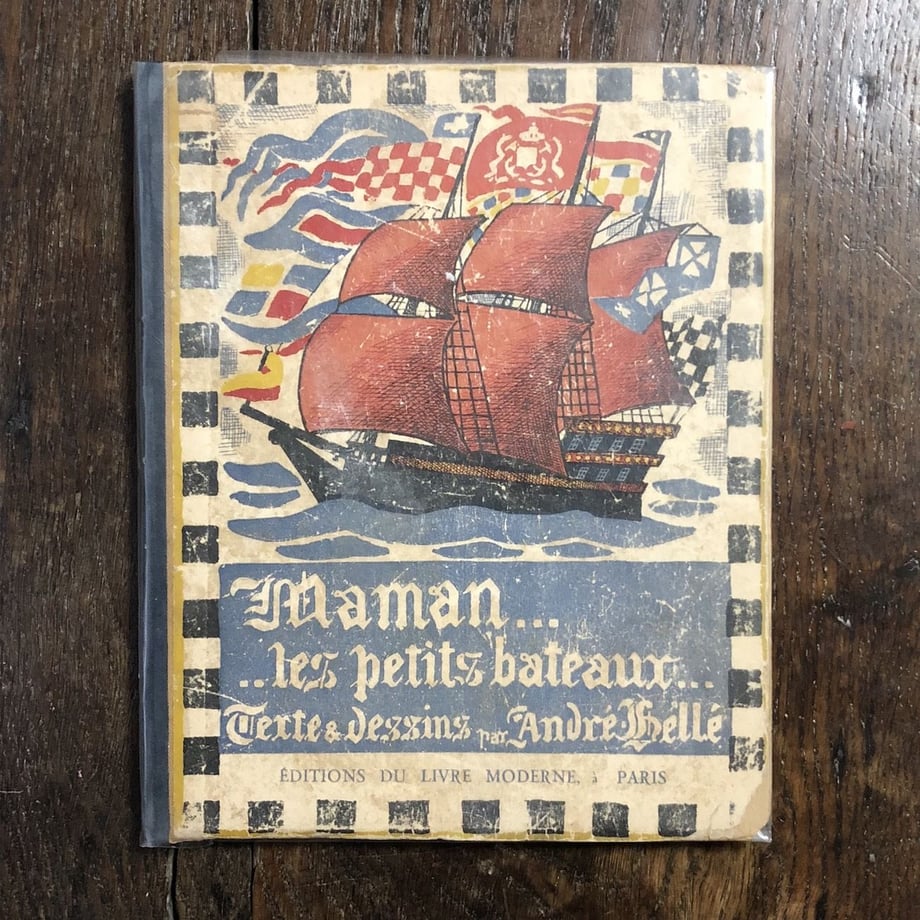 Maman...
..les petits bateaux...
Texte & dessins par André Hellé
ÉDITIONS DU LIVRE MODERNE, à PARIS